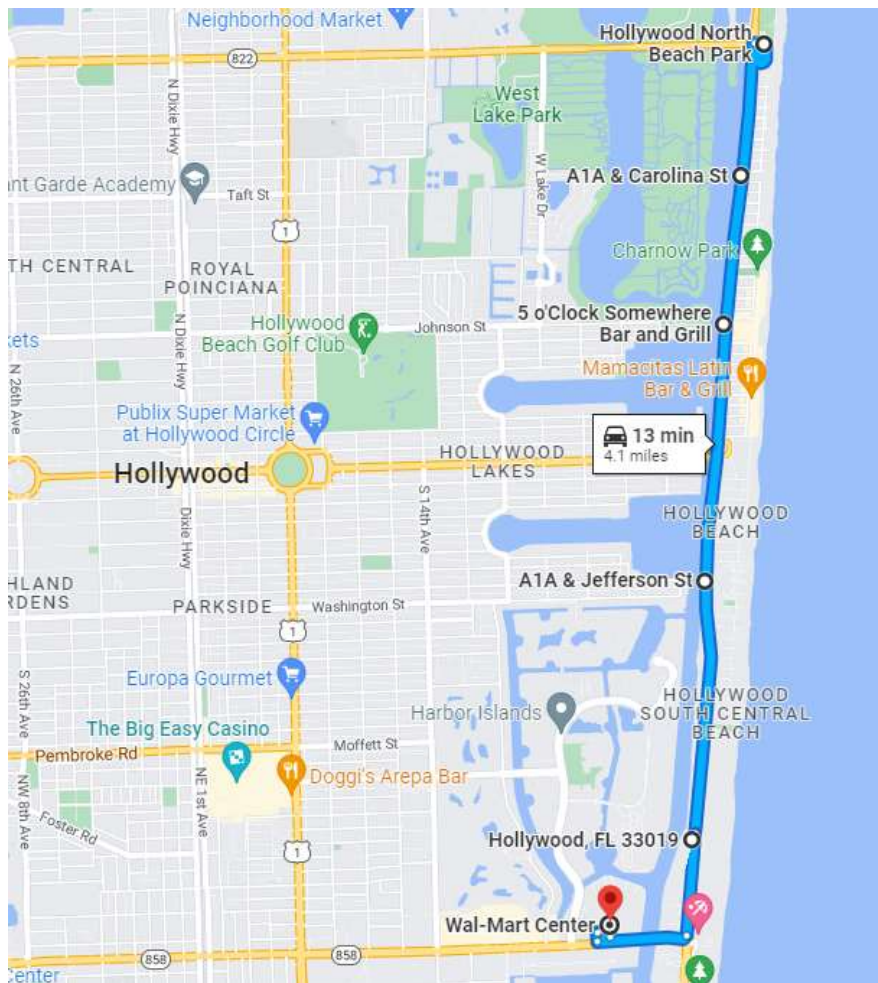 Neighborhood Market
Hollywood North
Beach Park
822
N Dixie Hwy
West
Lake Park
W Lake Dr
ant Garde Academy
A1A & Carolina St
Taft St
1
Charnow Park
TH CENTRAL
ROYAL
POINCIANA
5 o'Clock Somewhere
Bar and Grill
Hollywood
Beach Golf Club
Johnson St
N Dixie Hwy
kets
N 26th Ave
Mamacitas Latin
Bar & Grill
Publix Super Market
at Hollywood Circle
13 min
4.1 miles
HOLLYWOOD
LAKES
Hollywood
S 14th Ave
Dixie Hwy
HOLLYWOOD
BEACH
A1A & Jefferson St
HLAND
RDENS
PARKSIDE
Washington St
1
S 26th Ave
Europa Gourmet
HOLLYWOOD
SOUTH CENTRAL
BEACH
Harbor Islands
The Big Easy Casino
Moffett St
Pembroke Rd
Doggi's Arepa Bar
NW 8th Ave
NE 1st Ave
Foster Rd
Hollywood, FL 33019
1
Wal-Mart Center
858
858
Center